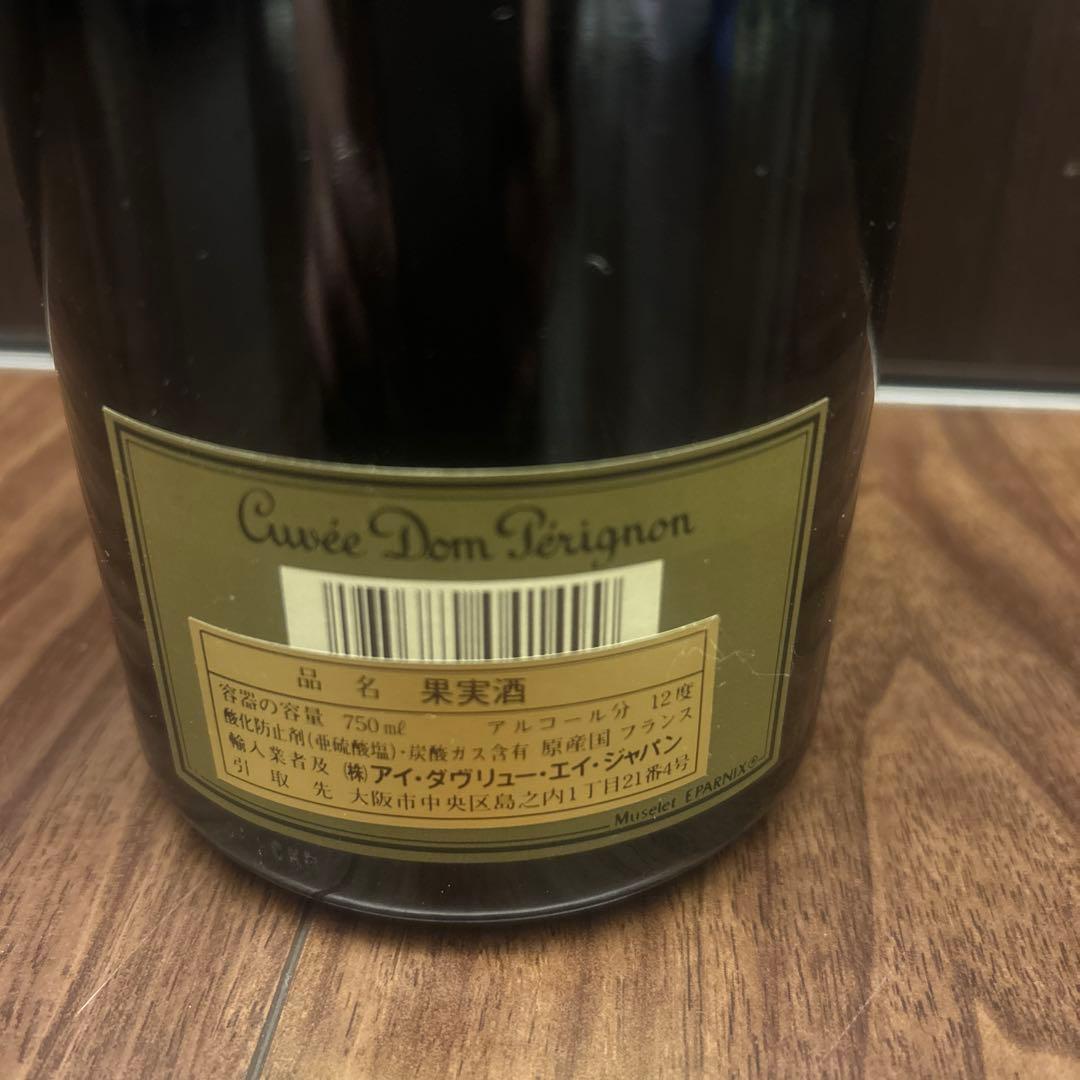 Cuvée Dom Pérignon
品名 果実酒
容器の容量 750㎖ アルコール分 12度
酸化防止剤(亜硫酸塩)・炭酸ガス含有 原産国 フランス
輸入業者及 (株)アイ・ダヴリュー・エイ・ジャパン
引取先 大阪市中央区島之内1丁目21番4号
Muselet EPARNIX®